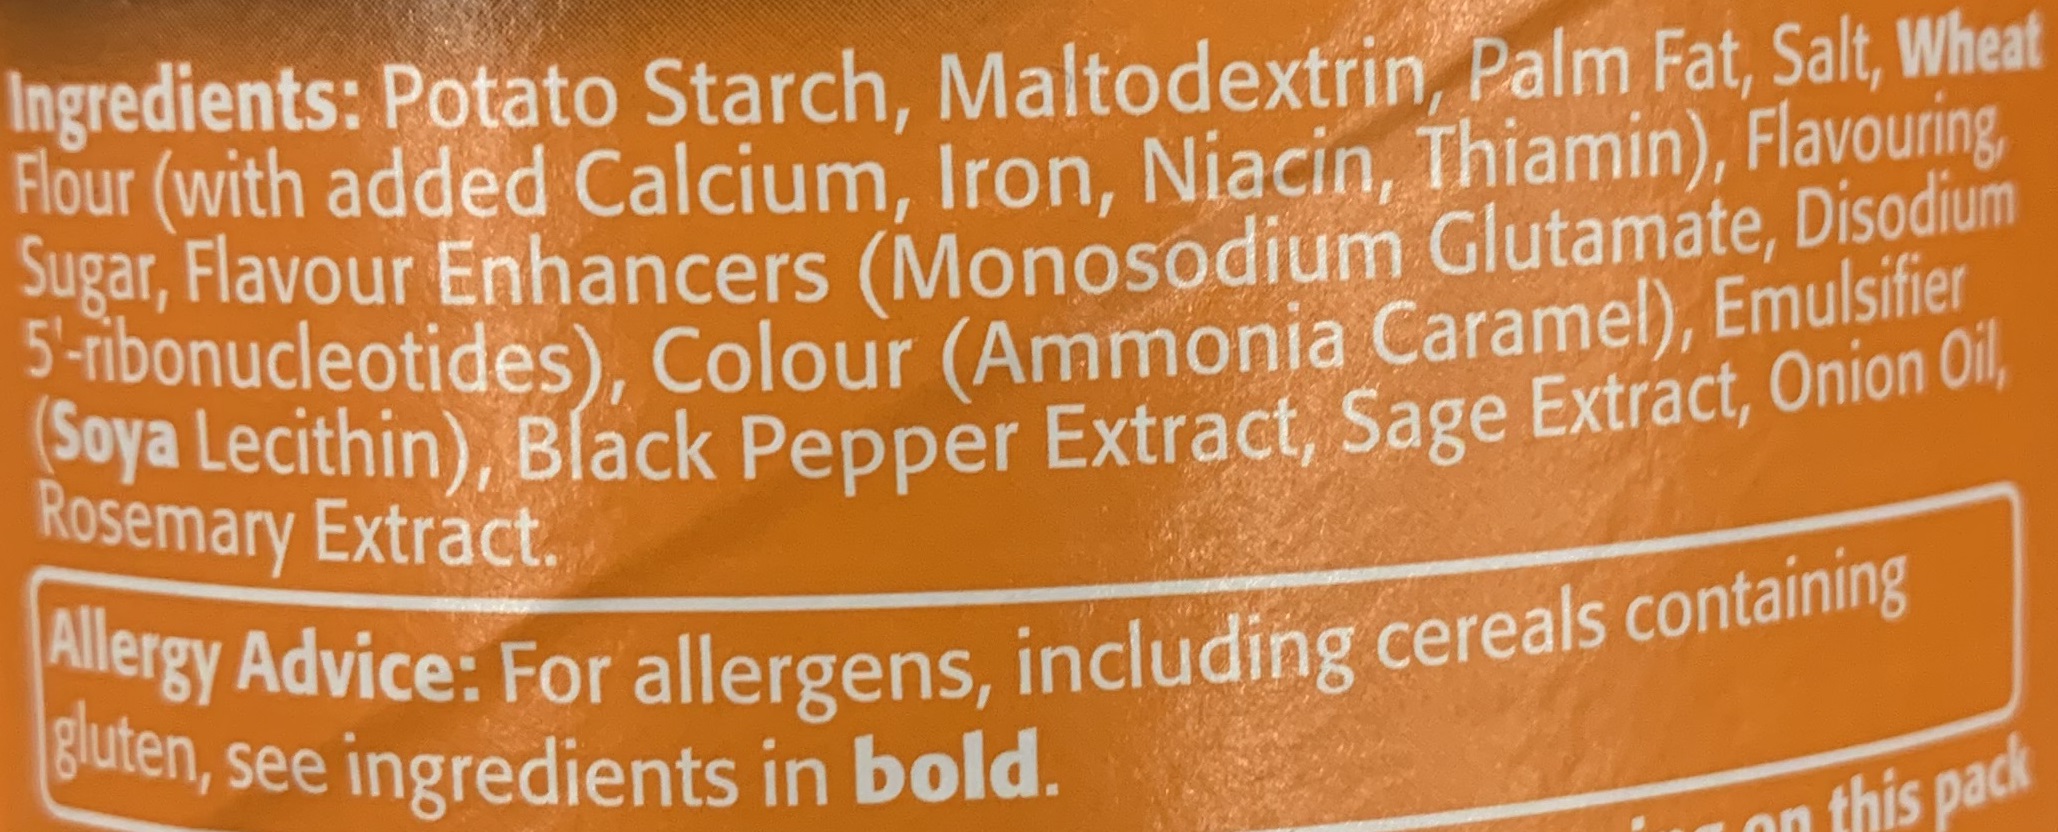 Ingredients: Potato Starch, Maltodextrin, Palm Fat, Salt, Wheat
Flour (with added Calcium, Iron, Niacin, Thiamin), Flavouring,
Sugar, Flavour Enhancers (Monosodium Glutamate, Disodium
5'-ribonucleotides), Colour (Ammonia Caramel), Emulsifier
(Soya Lecithin), Black Pepper Extract, Sage Extract, Onion Oil,
Rosemary Extract.
Allergy Advice: For allergens, including cereals containing
gluten, see ingredients in bold.
on this pack